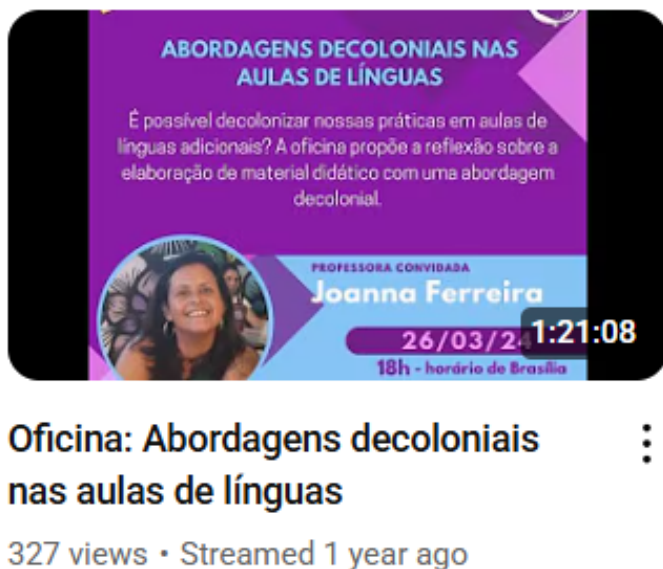 ABORDAGENS DECOLONIAIS NAS
AULAS DE LÍNGUAS
É possível decolonizar nossas práticas em aulas de
línguas adicionais? A oficina propõe a reflexão sobre a
elaboração de material didático com uma abordagem
decolonial.
PROFESSORA CONVIDADA
Joanna Ferreira
26/03/24
1:21:08
18h - horário de Brasília
Oficina: Abordagens decoloniais
nas aulas de línguas
327 views • Streamed 1 year ago